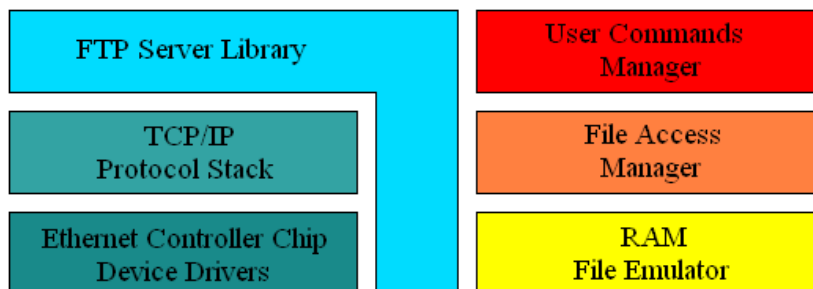 FTP Server Library
User Commands
Manager
TCP/IP
Protocol Stack
File Access
Manager
Ethernet Controller Chip
Device Drivers
RAM
File Emulator